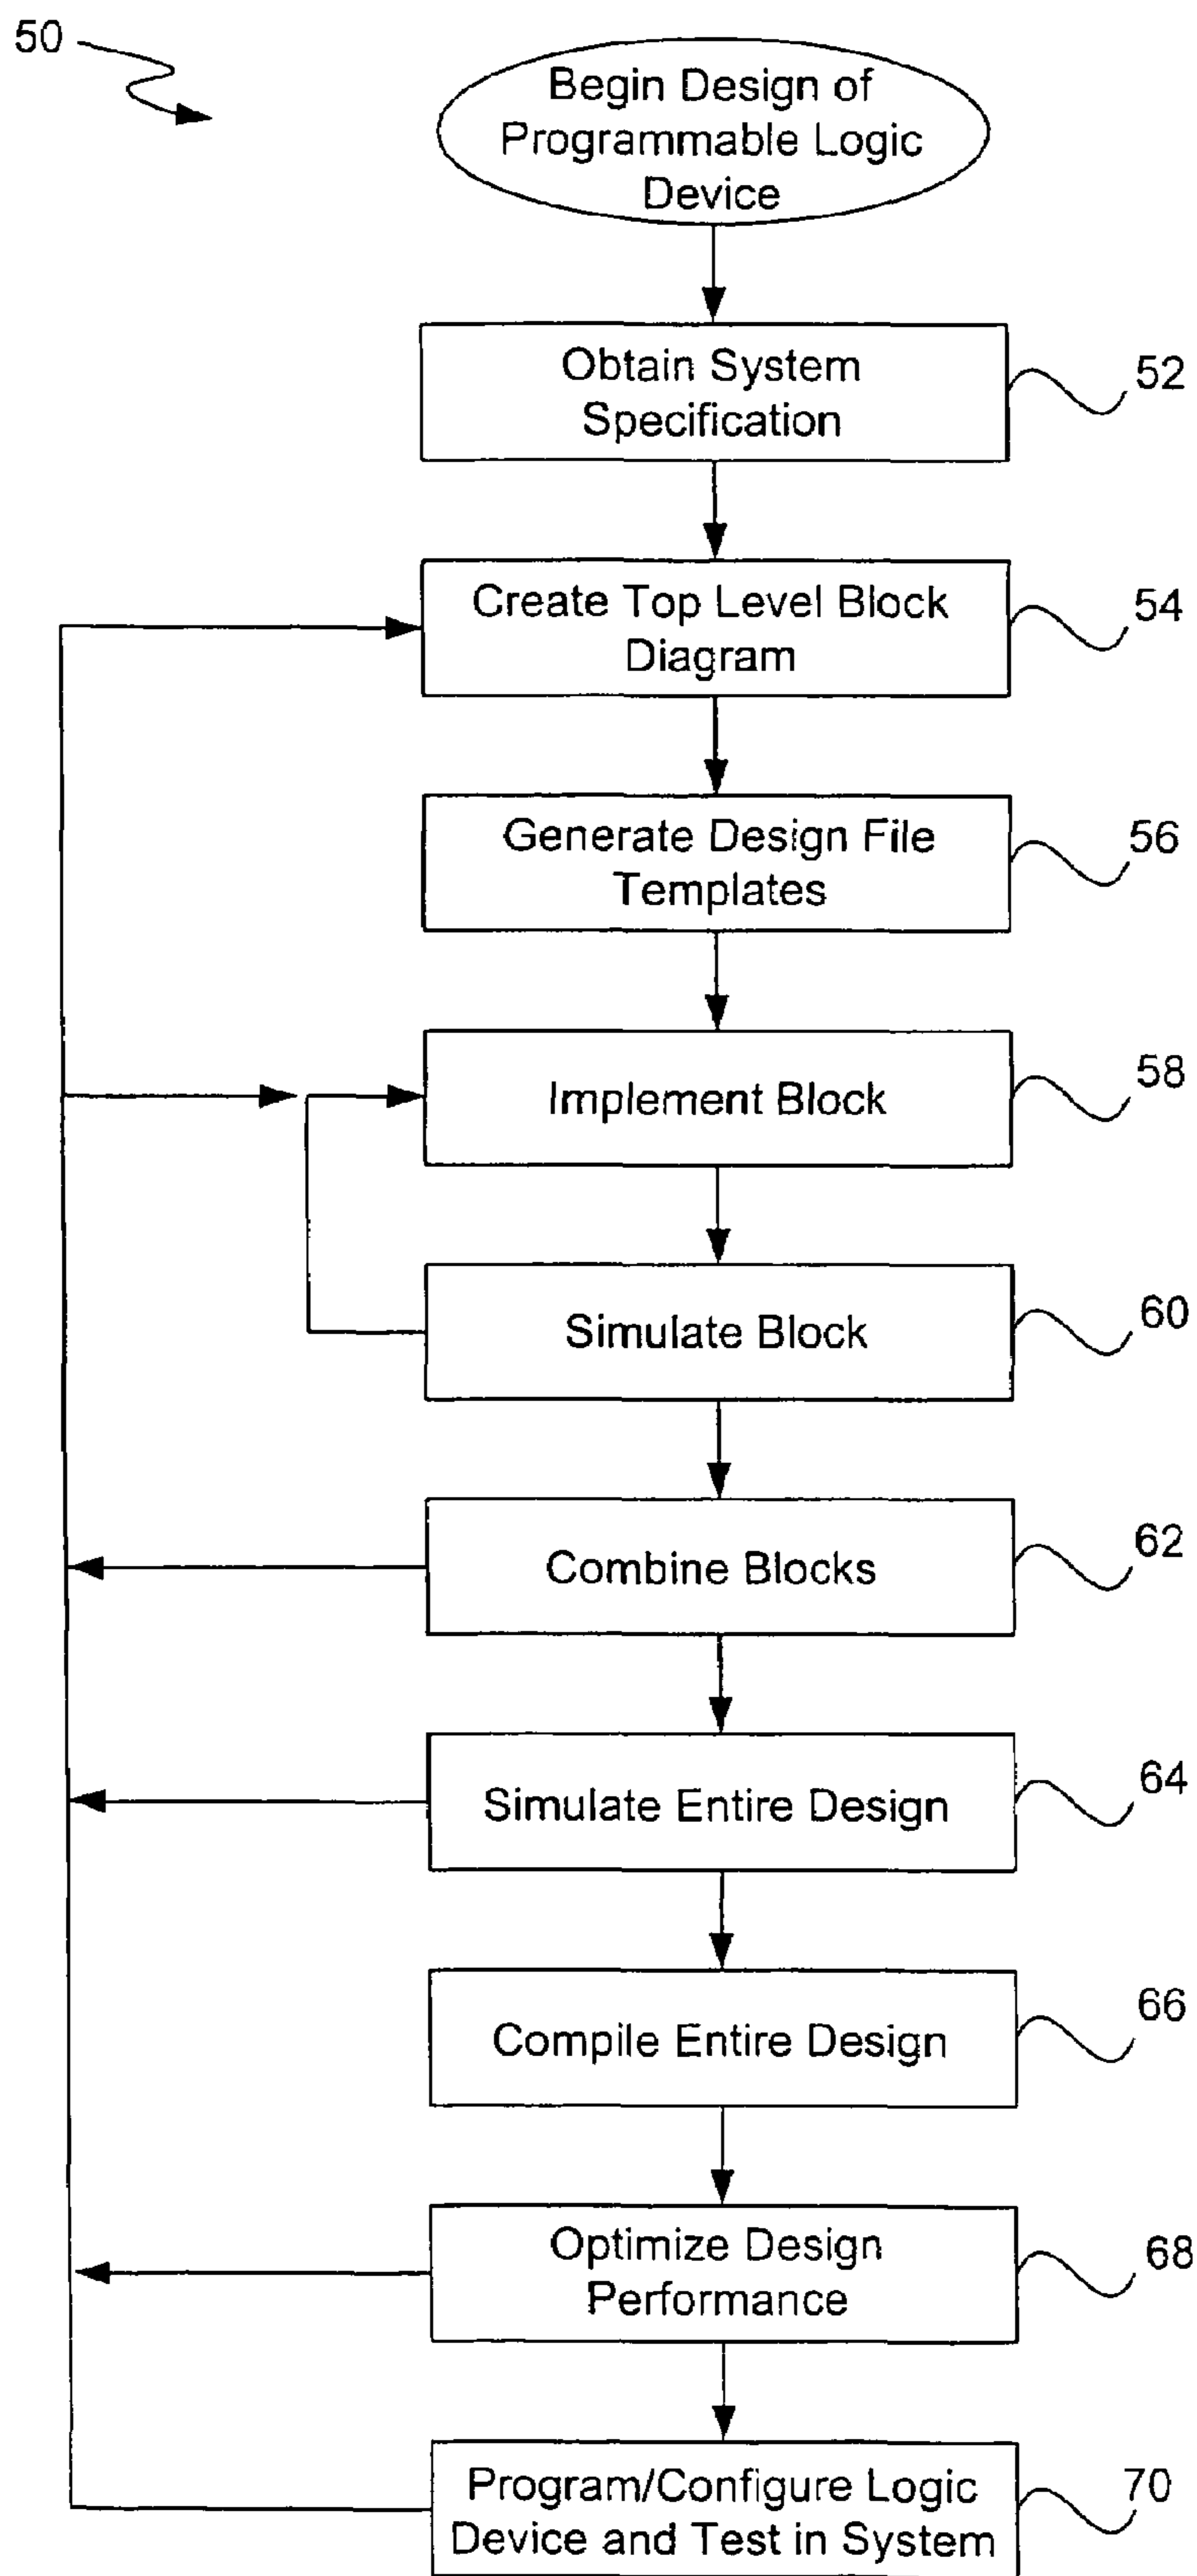 50
Begin Design of
Programmable Logic
Device
Obtain System
Specification
52
Create Top Level Block
Diagram
54
Generate Design File
Templates
56
Implement Block
58
Simulate Block
60
Combine Blocks
62
Simulate Entire Design
64
Compile Entire Design
66
Optimize Design
Performance
68
Program/Configure Logic
Device and Test in System
70